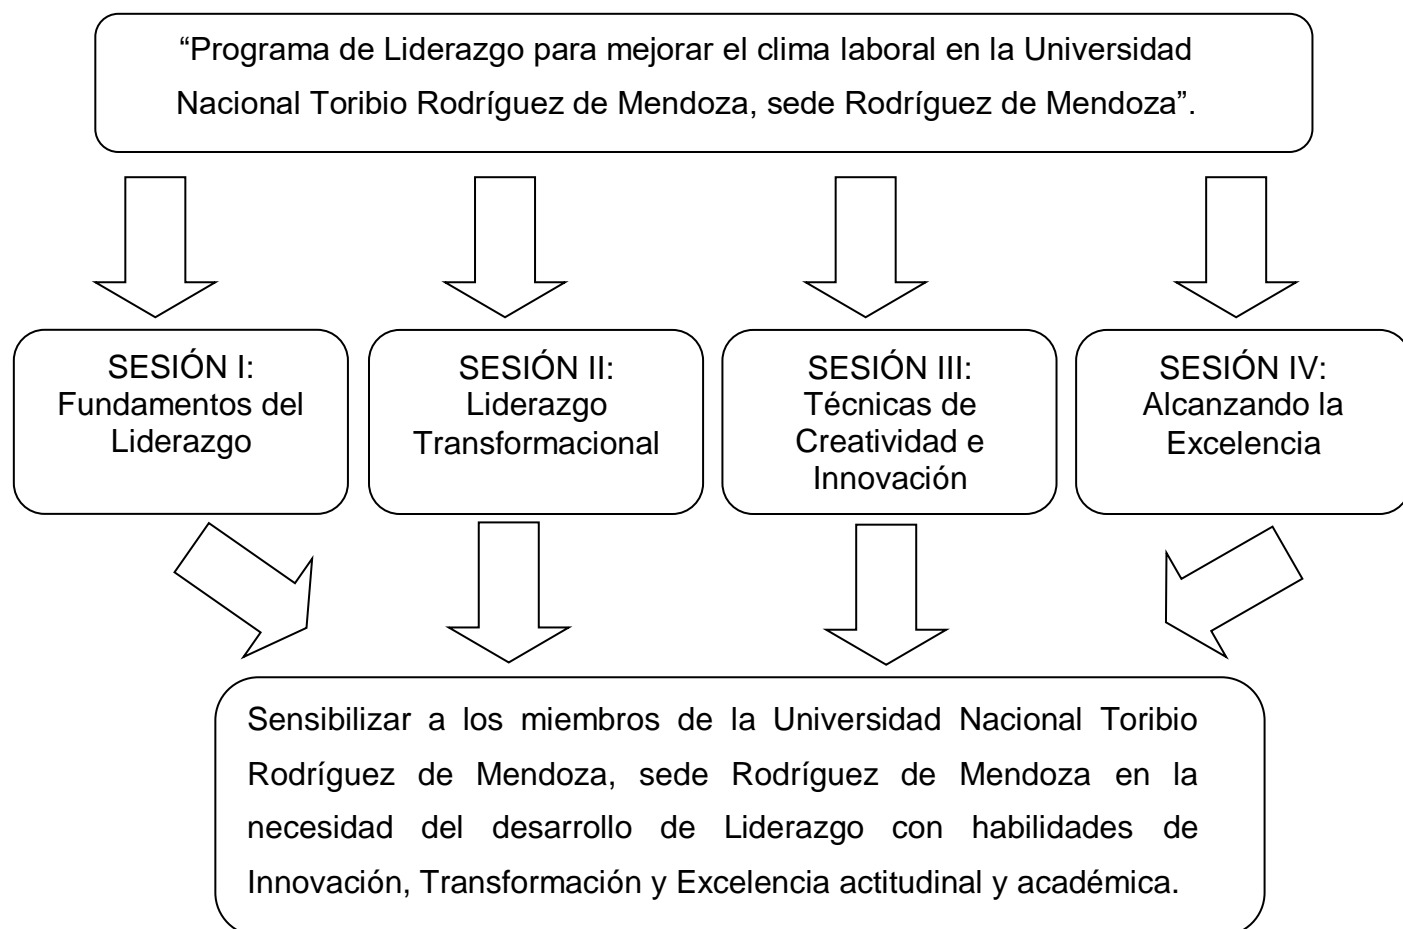 “Programa de Liderazgo para mejorar el clima laboral en la Universidad
Nacional Toribio Rodríguez de Mendoza, sede Rodríguez de Mendoza”.
SESIÓN I:
Fundamentos del
Liderazgo
SESIÓN II:
Liderazgo
Transformacional
SESIÓN III:
Técnicas de
Creatividad e
Innovación
SESIÓN IV:
Alcanzando la
Excelencia
Sensibilizar a los miembros de la Universidad Nacional Toribio
Rodríguez de Mendoza, sede Rodríguez de Mendoza en la
necesidad del desarrollo de Liderazgo con habilidades de
Innovación, Transformación y Excelencia actitudinal y académica.